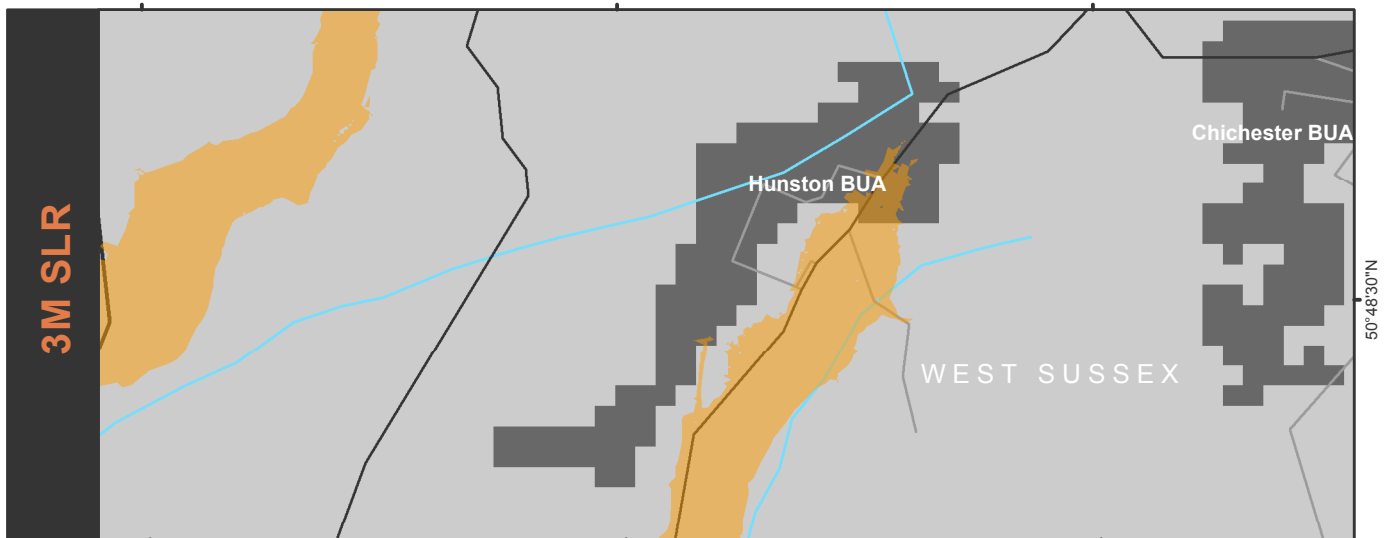 3M SLR
Chichester BUA
Hunston BUA
50°48'30"N
WEST SUSSEX